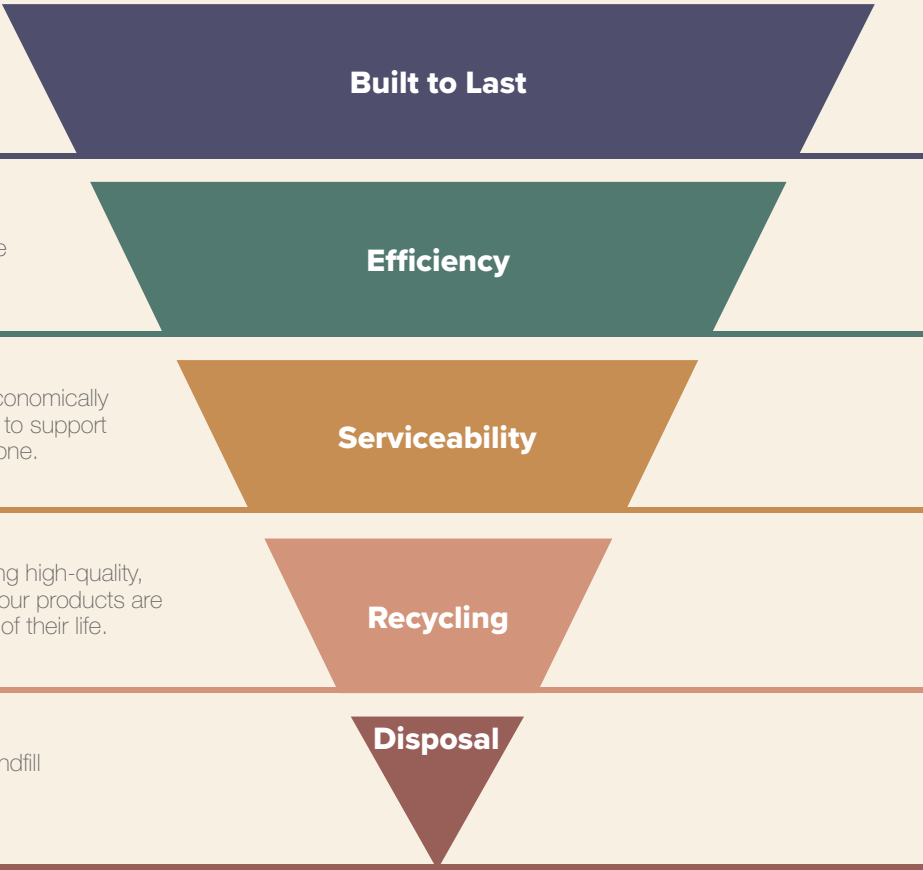 Built to Last
Efficiency
e
Serviceability
conomically
to support
one.
Recycling
ng high-quality,
our products are
of their life.
Disposal
ndfill